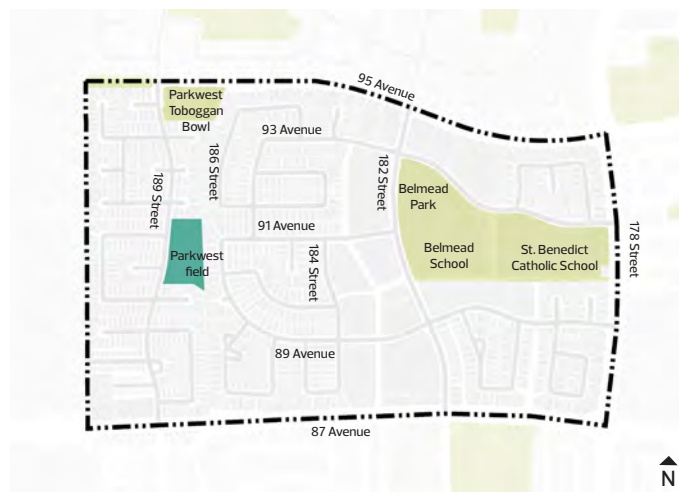 95 Avenue
Parkwest
Toboggan
Bowl
93 Avenue
186 Street
189 Street
182 Street
Belmead
Park
91 Avenue
178 Street
Parkwest
field
184 Street
Belmead
School
St. Benedict
Catholic School
89 Avenue
87 Avenue
N